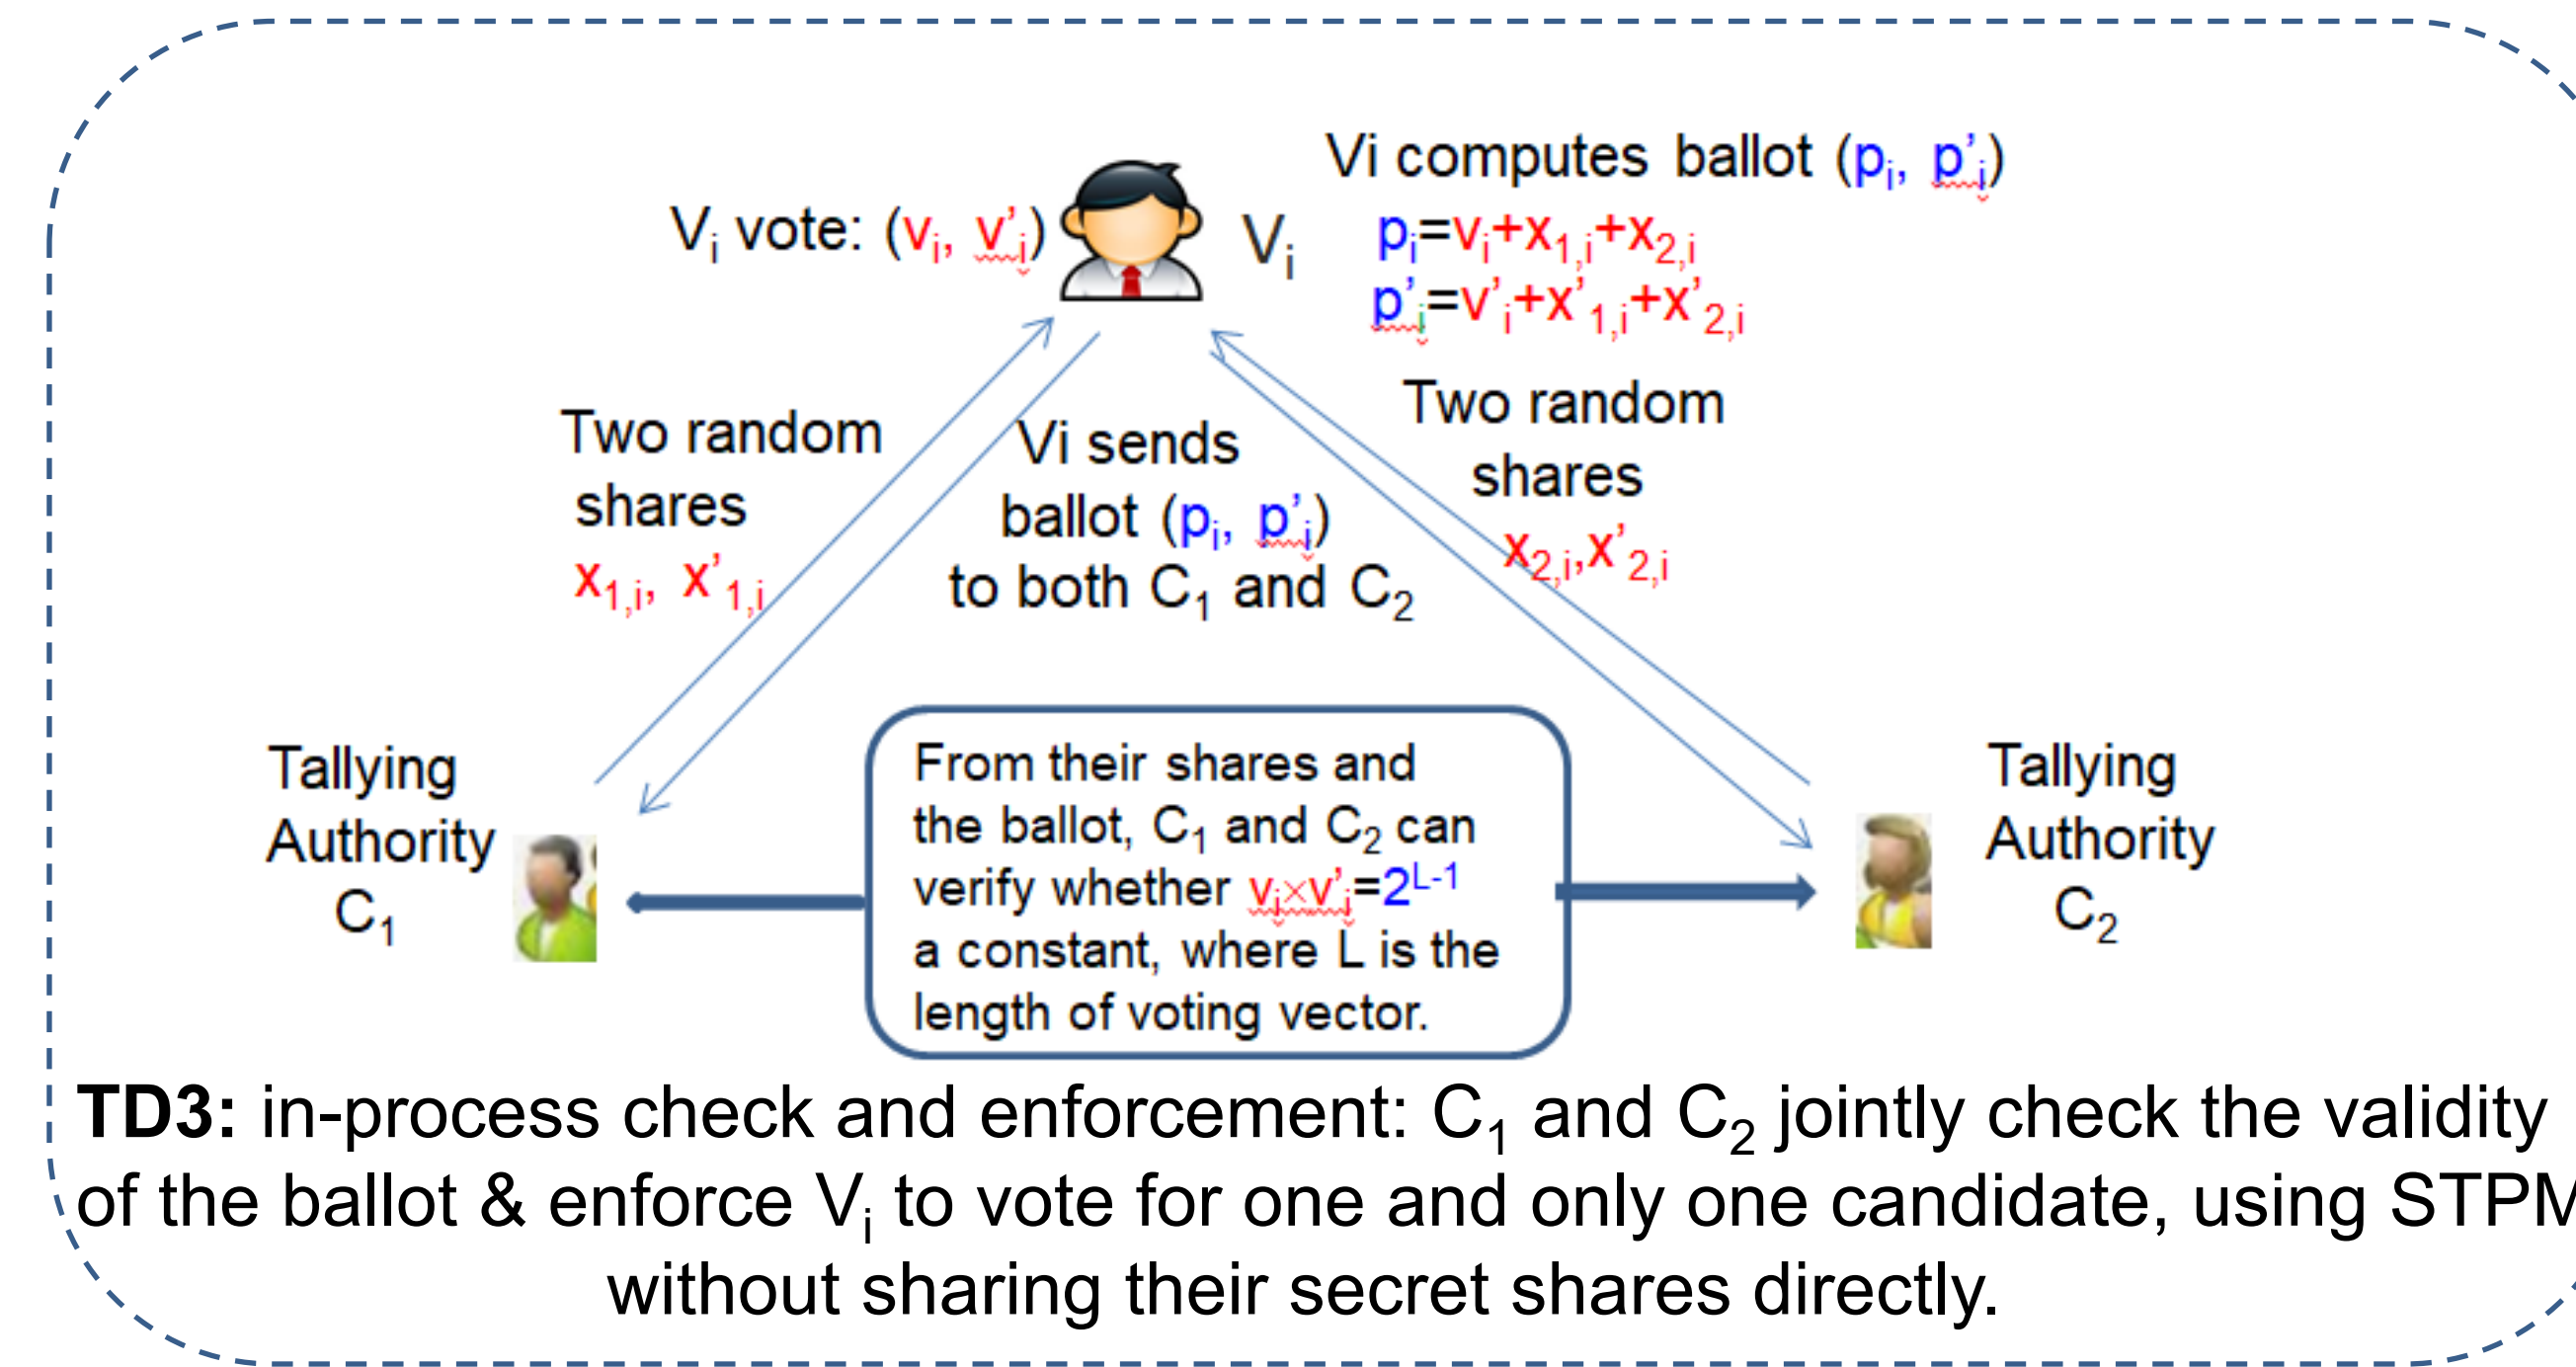 Vi computes ballot (pᵢ, p'ᵢ)
Vᵢ vote: (vᵢ, v'ᵢ)
Vᵢ
pᵢ=vᵢ+x₁,ᵢ+x₂,ᵢ
p'ᵢ=v'ᵢ+x'₁,ᵢ+x'₂,ᵢ
Two random
shares
x₁,ᵢ, x'₁,ᵢ
Vi sends
ballot (pᵢ, p'ᵢ)
to both C₁ and C₂
Two random
shares
x₂,ᵢ,x'₂,ᵢ
Tallying
Authority
C₁
From their shares and
the ballot, C₁ and C₂ can
verify whether vᵢ×v'ᵢ=2ᴸ⁻¹
a constant, where L is the
length of voting vector.
Tallying
Authority
C₂
TD3: in-process check and enforcement: C₁ and C₂ jointly check the validity
of the ballot & enforce Vᵢ to vote for one and only one candidate, using STPM
without sharing their secret shares directly.